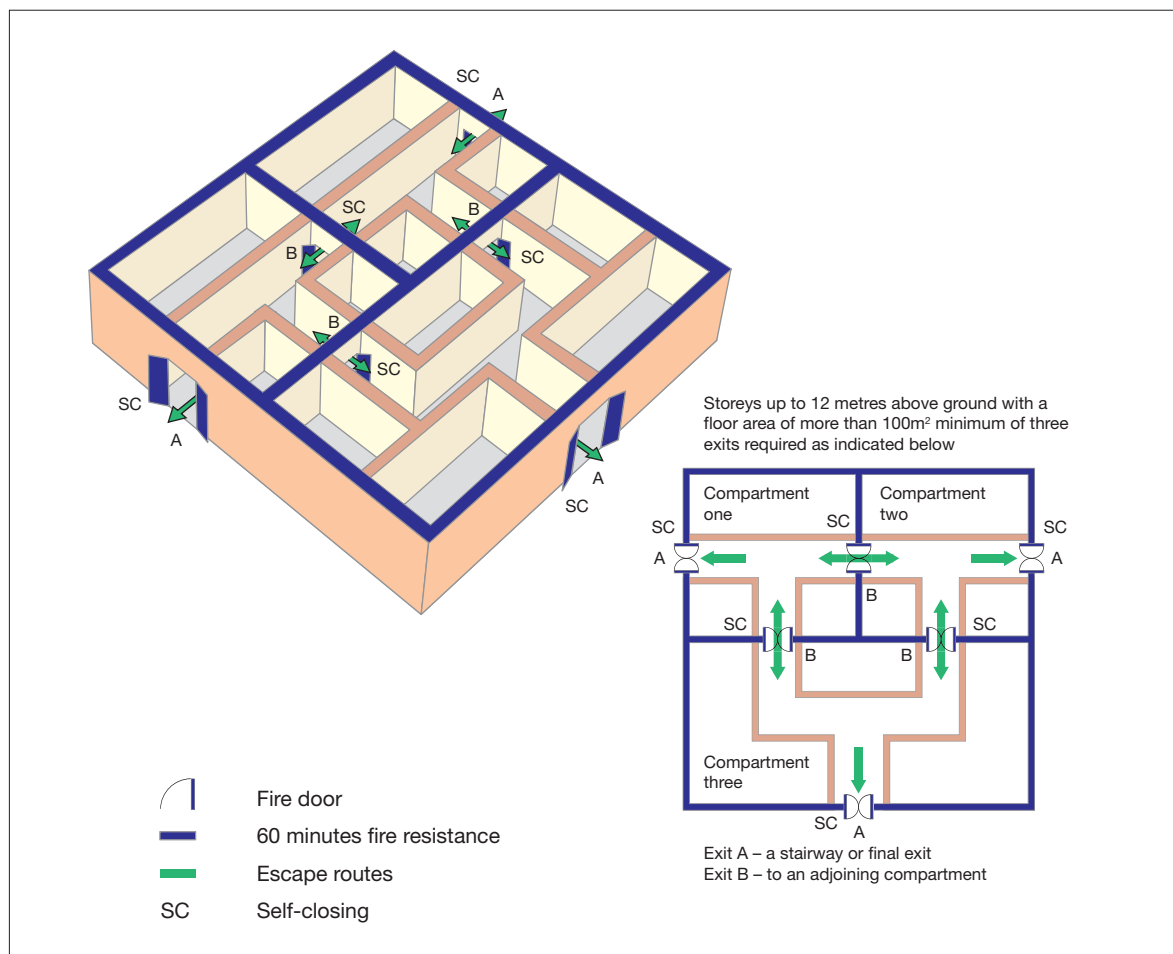 SC
A
SC
B
B
SC
B
SC
SC
A
A
SC
Storeys up to 12 metres above ground with a
floor area of more than 100m² minimum of three
exits required as indicated below
Compartment
one
Compartment
two
SC
SC
SC
A
A
B
SC
SC
B
B
Compartment
three
SC
A
Exit A – a stairway or final exit
Exit B – to an adjoining compartment
Fire door
60 minutes fire resistance
Escape routes
SC
Self-closing